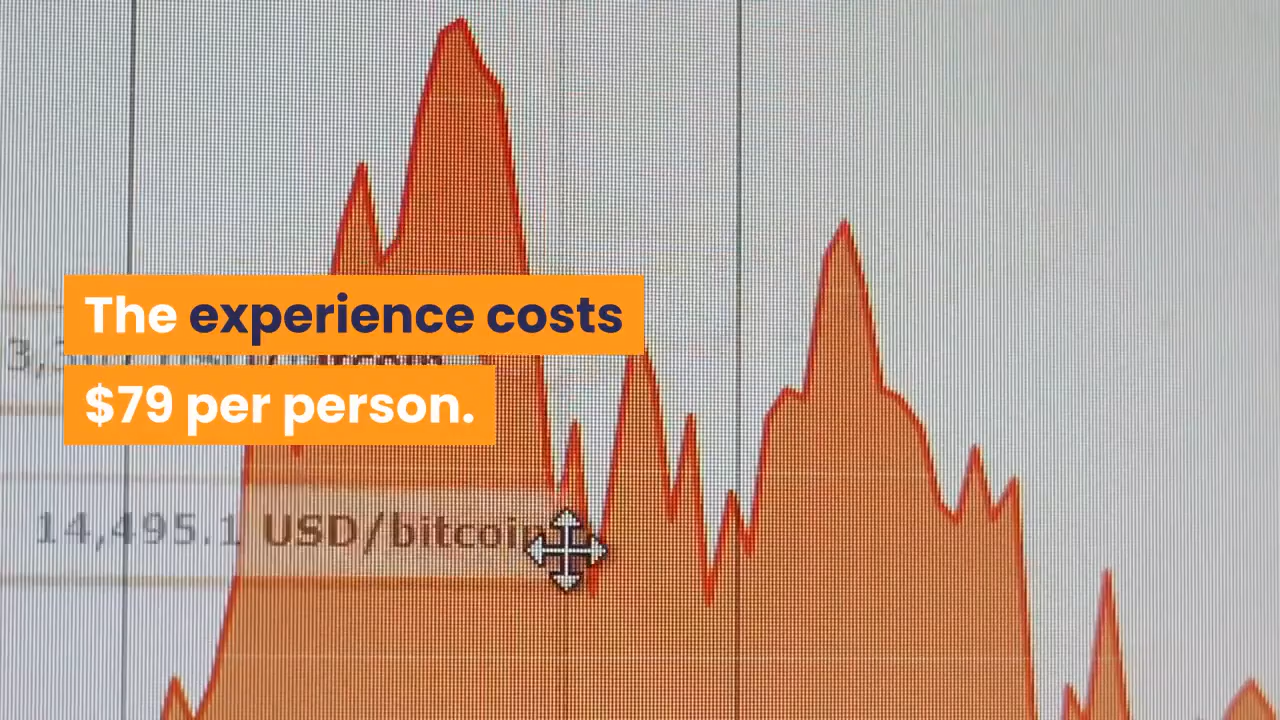 The experience costs
$79 per person.
14,495.1 USD/bitcoin